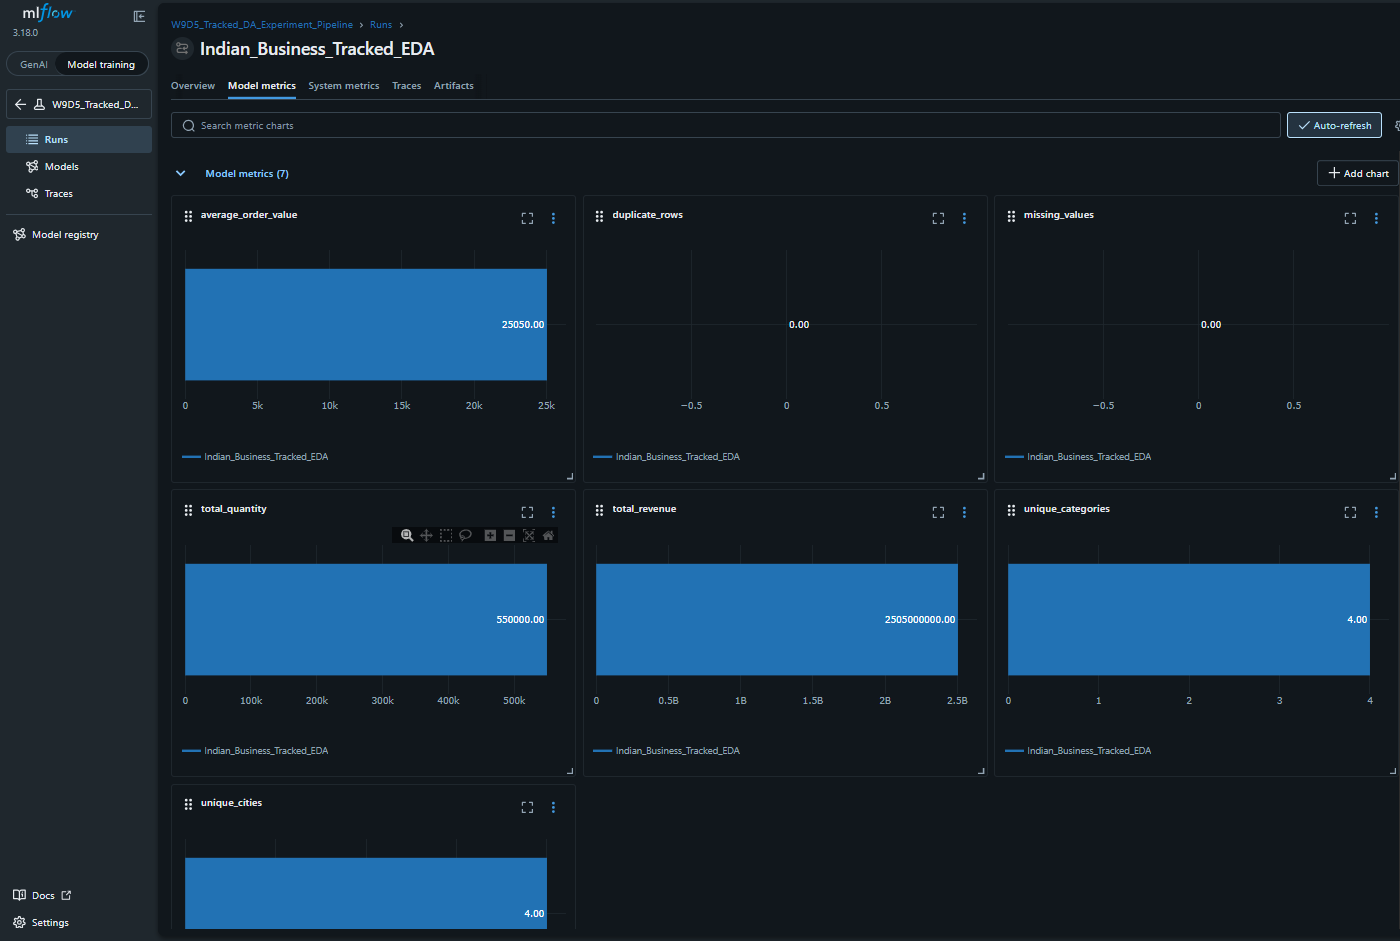 mlflow
3.18.0
GenAI
Model training
W9D5_Tracked_D...
Runs
Models
Traces
Model registry
Docs
Settings
W9D5_Tracked_DA_Experiment_Pipeline > Runs >
Indian_Business_Tracked_EDA
Overview Model metrics System metrics Traces Artifacts
Search metric charts
Auto-refresh
Model metrics (7)
Add chart
average_order_value
25050.00
0 5k 10k 15k 20k 25k
Indian_Business_Tracked_EDA
duplicate_rows
0.00
−0.5 0 0.5
Indian_Business_Tracked_EDA
missing_values
0.00
−0.5 0 0.5
Indian_Business_Tracked_EDA
total_quantity
550000.00
0 100k 200k 300k 400k 500k
Indian_Business_Tracked_EDA
total_revenue
2505000000.00
0 0.5B 1B 1.5B 2B 2.5B
Indian_Business_Tracked_EDA
unique_categories
4.00
0 1 2 3 4
Indian_Business_Tracked_EDA
unique_cities
4.00